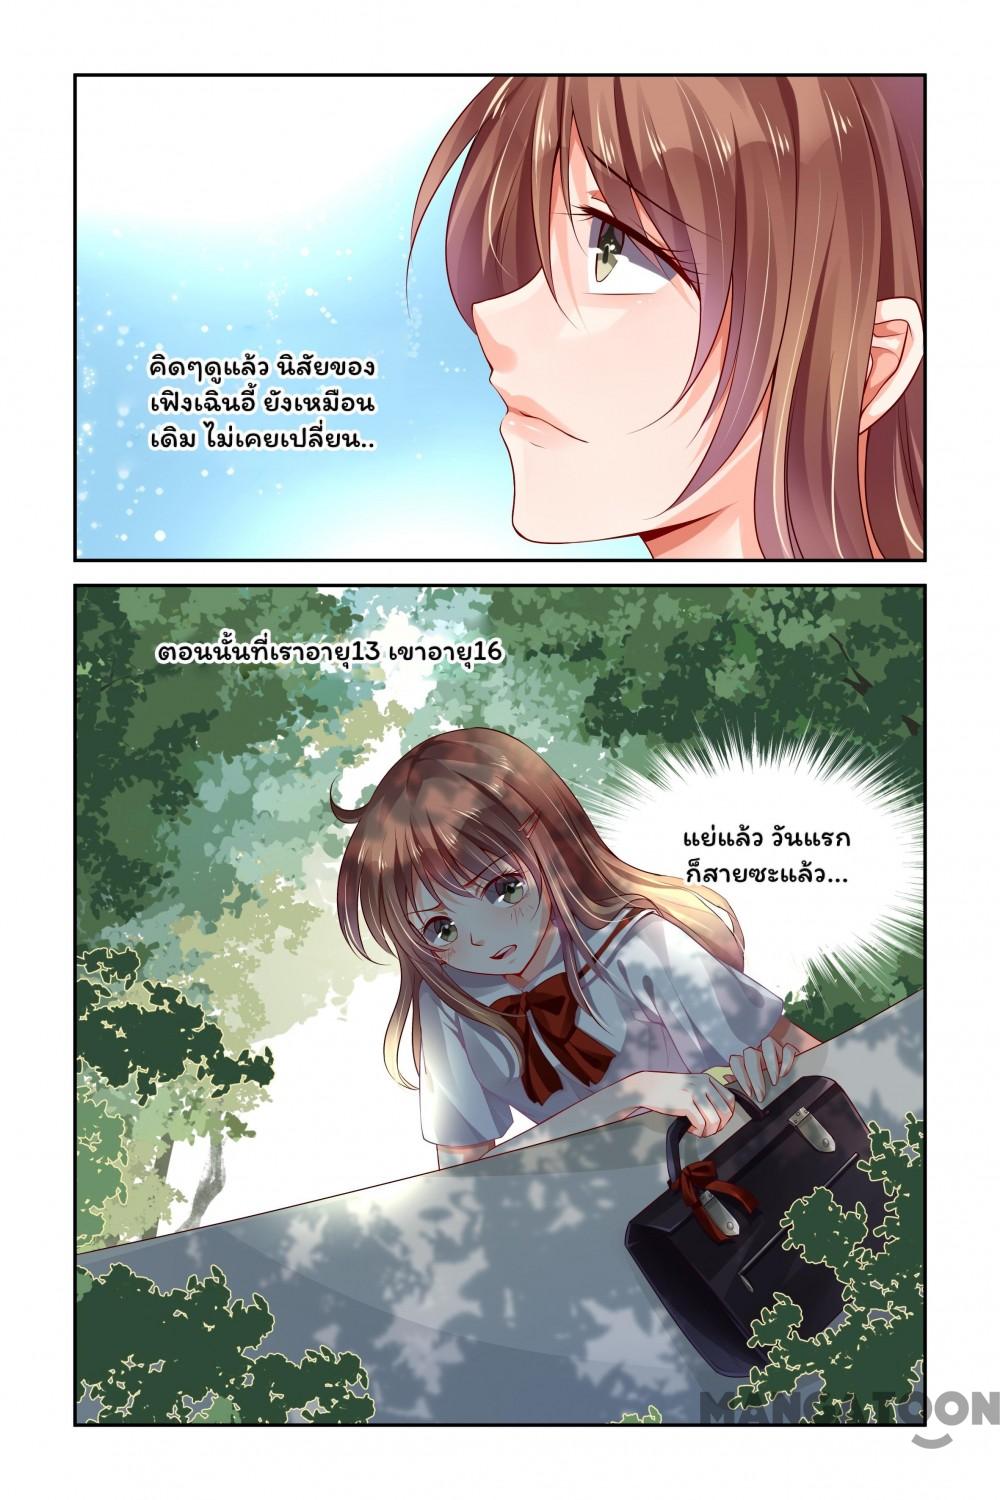 คิดๆดูแล้ว นิสัยของ
เฟิงเฉินอี้ ยังเหมือน
เดิม ไม่เคยเปลี่ยน..
ตอนนั้นที่เราอายุ13 เขาอายุ16
แย่แล้ว วันแรก
ก็สายซะแล้ว...
MANGATOON